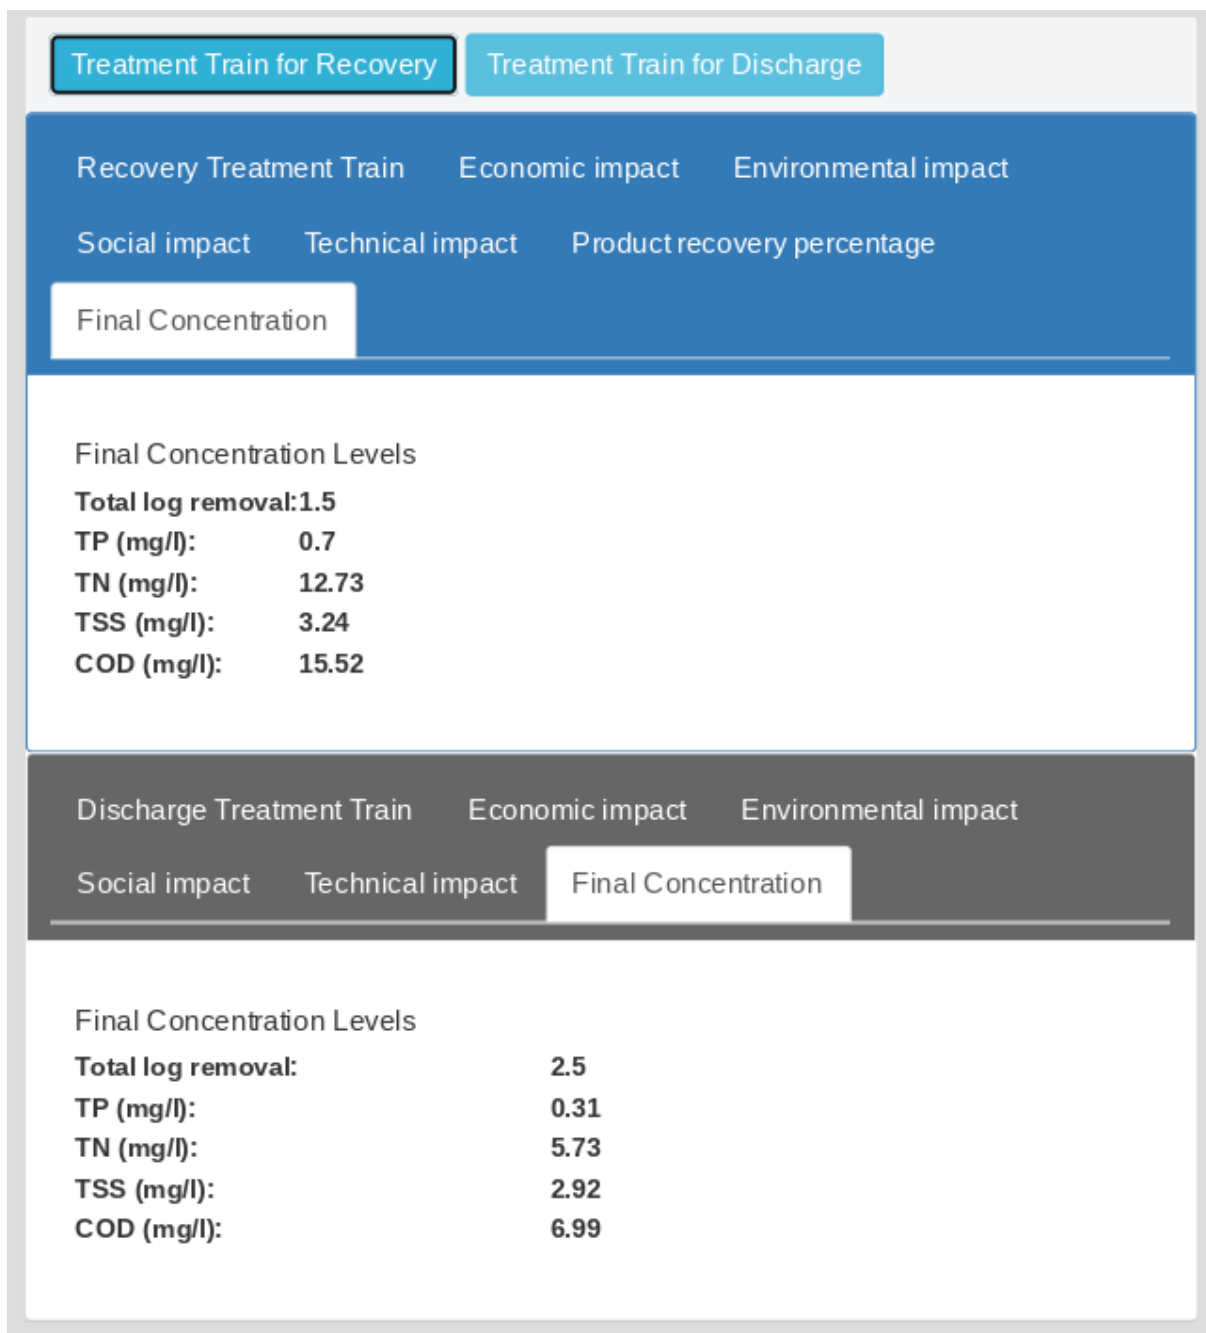 Treatment Train for Recovery Treatment Train for Discharge
Recovery Treatment Train Economic impact Environmental impact
Social impact Technical impact Product recovery percentage
Final Concentration
Final Concentration Levels
Total log removal:1.5
TP (mg/l): 0.7
TN (mg/l): 12.73
TSS (mg/l): 3.24
COD (mg/l): 15.52
Discharge Treatment Train Economic impact Environmental impact
Social impact Technical impact Final Concentration
Final Concentration Levels
Total log removal: 2.5
TP (mg/l): 0.31
TN (mg/l): 5.73
TSS (mg/l): 2.92
COD (mg/l): 6.99